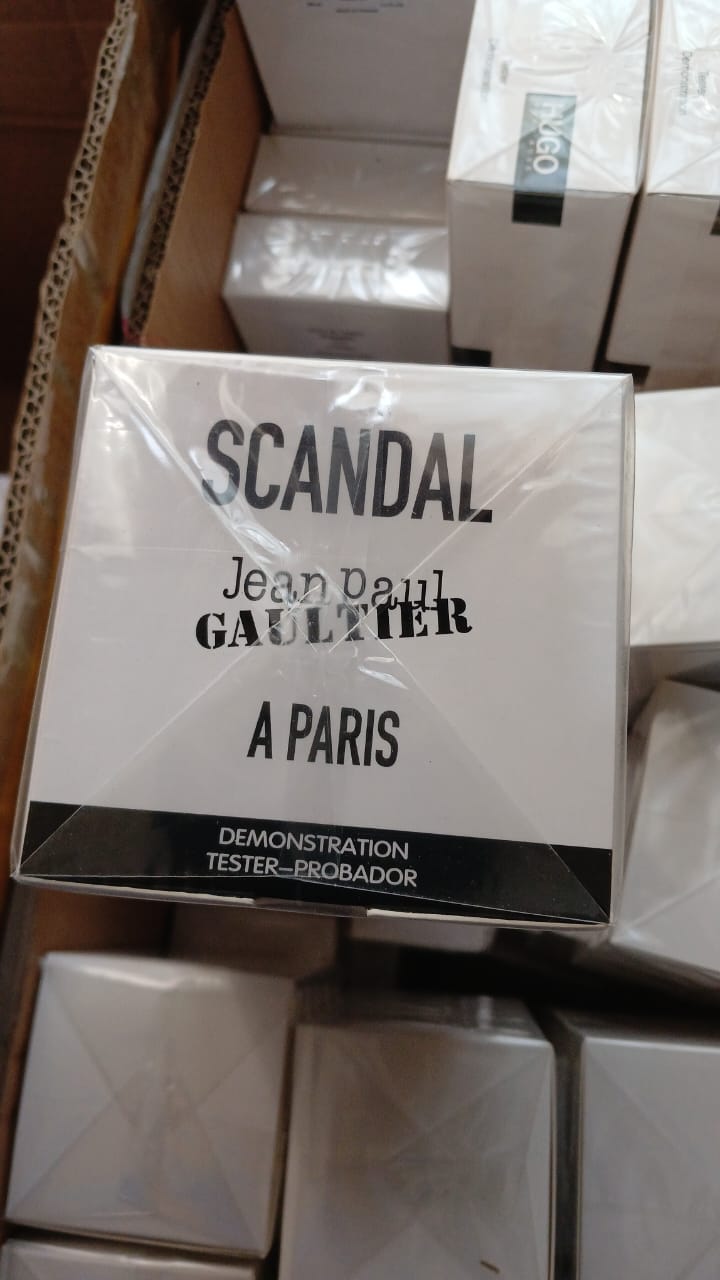 HUGO
SCANDAL
Jean Paul
GAULTIER
A PARIS
DEMONSTRATION
TESTER-PROBADOR